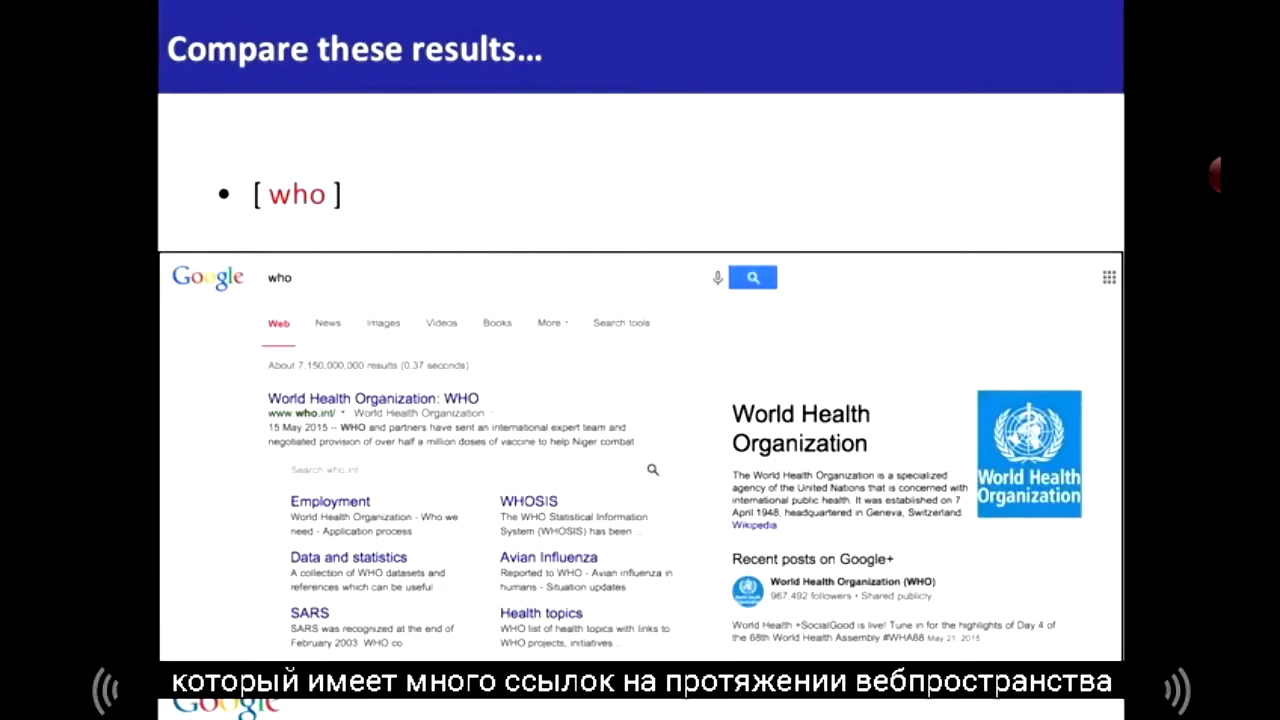 Compare these results...
• [ who ]
Google who
Web News Images Videos Books More Search tools
About 7,150,000,000 results (0.37 seconds)
World Health Organization: WHO
www.who.int/ World Health Organization
15 May 2015 -- WHO and partners have sent an international expert team and
negotiated provision of over half a million doses of vaccine to help Niger combat
Search who.int
Employment
World Health Organization - Who we
need - Application process
WHOSIS
The WHO Statistical Information
System (WHOSIS) has been ...
Data and statistics
A collection of WHO datasets and
references which can be useful
Avian Influenza
Reported to WHO - Avian influenza in
humans - Situation updates
SARS
SARS was recognized at the end of
February 2003. WHO co
Health topics
WHO list of health topics with links to
WHO projects, initiatives ...
World Health
Organization
The World Health Organization is a specialized
agency of the United Nations that is concerned with
international public health. It was established on 7
April 1948, headquartered in Geneva, Switzerland
Wikipedia
World Health
Organization
Recent posts on Google+
World Health Organization (WHO)
967,492 followers • Shared publicly
World Health +SocialGood is live! Tune in for the highlights of Day 4 of
the 68th World Health Assembly #WHA68 May 21, 2015
который имеет много ссылок на протяжении вебпространства
Google